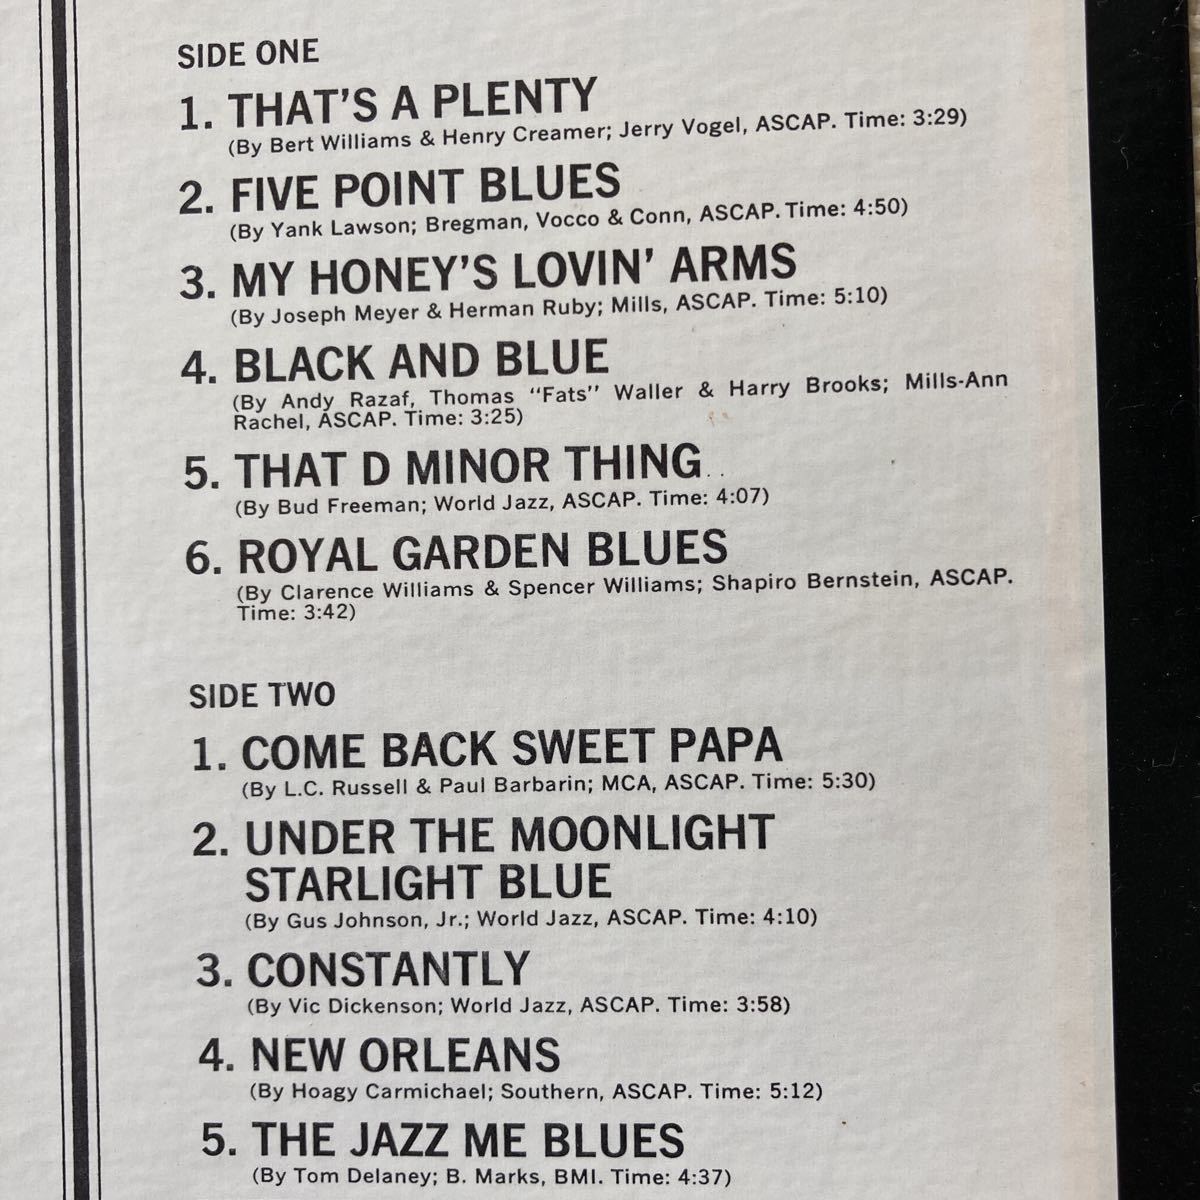 SIDE ONE
1. THAT'S A PLENTY
(By Bert Williams & Henry Creamer; Jerry Vogel, ASCAP. Time: 3:29)
2. FIVE POINT BLUES
(By Yank Lawson; Bregman, Vocco & Conn, ASCAP. Time: 4:50)
3. MY HONEY'S LOVIN' ARMS
(By Joseph Meyer & Herman Ruby; Mills, ASCAP. Time: 5:10)
4. BLACK AND BLUE
(By Andy Razaf, Thomas "Fats" Waller & Harry Brooks; Mills-Ann
Rachel, ASCAP. Time: 3:25)
5. THAT D MINOR THING
(By Bud Freeman; World Jazz, ASCAP. Time: 4:07)
6. ROYAL GARDEN BLUES
(By Clarence Williams & Spencer Williams; Shapiro Bernstein, ASCAP.
Time: 3:42)
SIDE TWO
1. COME BACK SWEET PAPA
(By L.C. Russell & Paul Barbarin; MCA, ASCAP. Time: 5:30)
2. UNDER THE MOONLIGHT
STARLIGHT BLUE
(By Gus Johnson, Jr.; World Jazz, ASCAP. Time: 4:10)
3. CONSTANTLY
(By Vic Dickenson; World Jazz, ASCAP. Time: 3:58)
4. NEW ORLEANS
(By Hoagy Carmichael; Southern, ASCAP. Time: 5:12)
5. THE JAZZ ME BLUES
(By Tom Delaney; B. Marks, BMI. Time: 4:37)